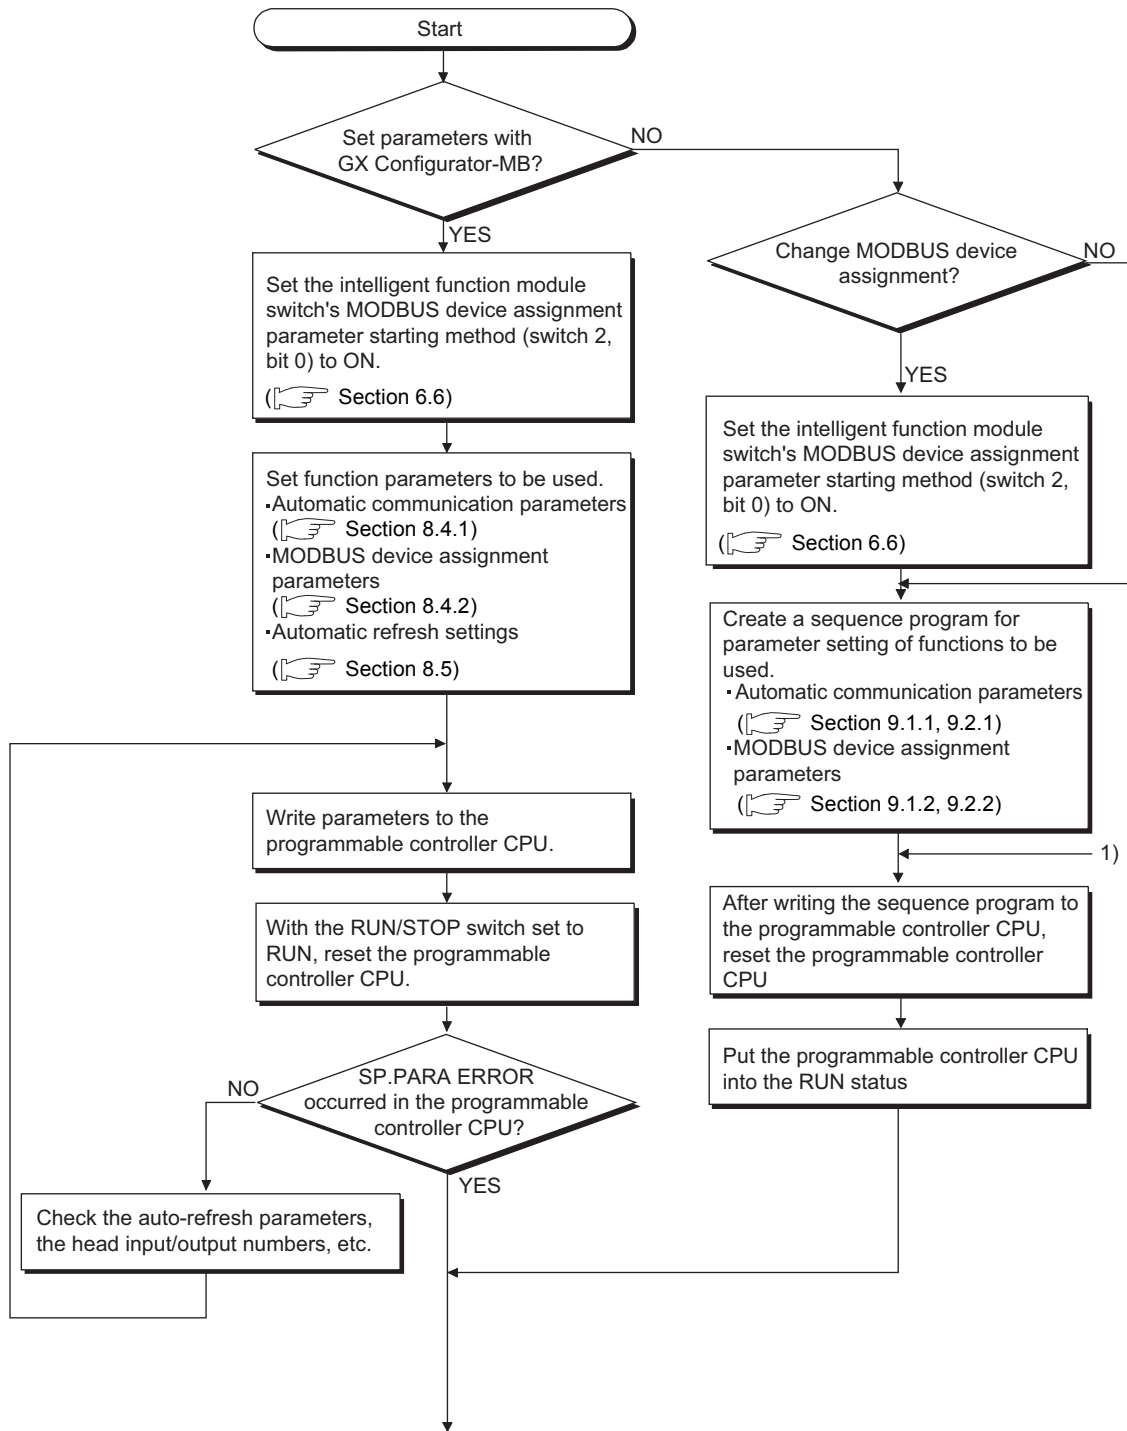 Start
Set parameters with
GX Configurator-MB?
NO
YES
Set the intelligent function module
switch's MODBUS device assignment
parameter starting method (switch 2,
bit 0) to ON.
( Section 6.6)
Set function parameters to be used.
▪Automatic communication parameters
( Section 8.4.1)
▪MODBUS device assignment
parameters
( Section 8.4.2)
▪Automatic refresh settings
( Section 8.5)
Write parameters to the
programmable controller CPU.
With the RUN/STOP switch set to
RUN, reset the programmable
controller CPU.
SP.PARA ERROR
occurred in the programmable
controller CPU?
NO
YES
Check the auto-refresh parameters,
the head input/output numbers, etc.
Change MODBUS device
assignment?
NO
YES
Set the intelligent function module
switch's MODBUS device assignment
parameter starting method (switch 2,
bit 0) to ON.
( Section 6.6)
Create a sequence program for
parameter setting of functions to be
used.
▪Automatic communication parameters
( Section 9.1.1, 9.2.1)
▪MODBUS device assignment
parameters
( Section 9.1.2, 9.2.2)
1)
After writing the sequence program to
the programmable controller CPU,
reset the programmable controller
CPU
Put the programmable controller CPU
into the RUN status